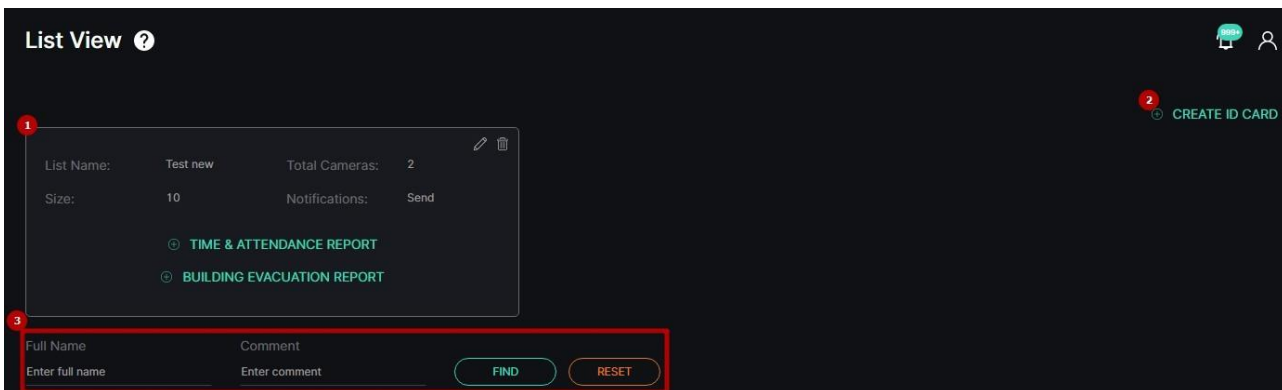 List View ?
999+
2
CREATE ID CARD
1
List Name: Test new Total Cameras: 2
Size: 10 Notifications: Send
TIME & ATTENDANCE REPORT
BUILDING EVACUATION REPORT
3
Full Name Comment
Enter full name Enter comment FIND RESET